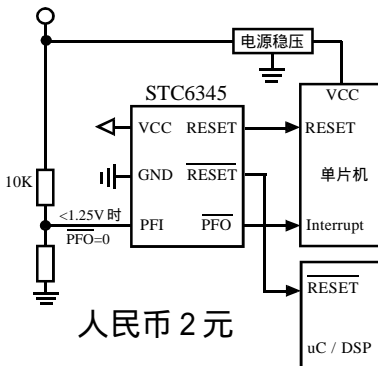 电源稳压
STC6345
VCC
VCC
RESET
RESET
单片机
10K
GND
RESET
<1.25V 时
PFO=0
PFI
PFO
Interrupt
RESET
人民币 2 元
uC / DSP